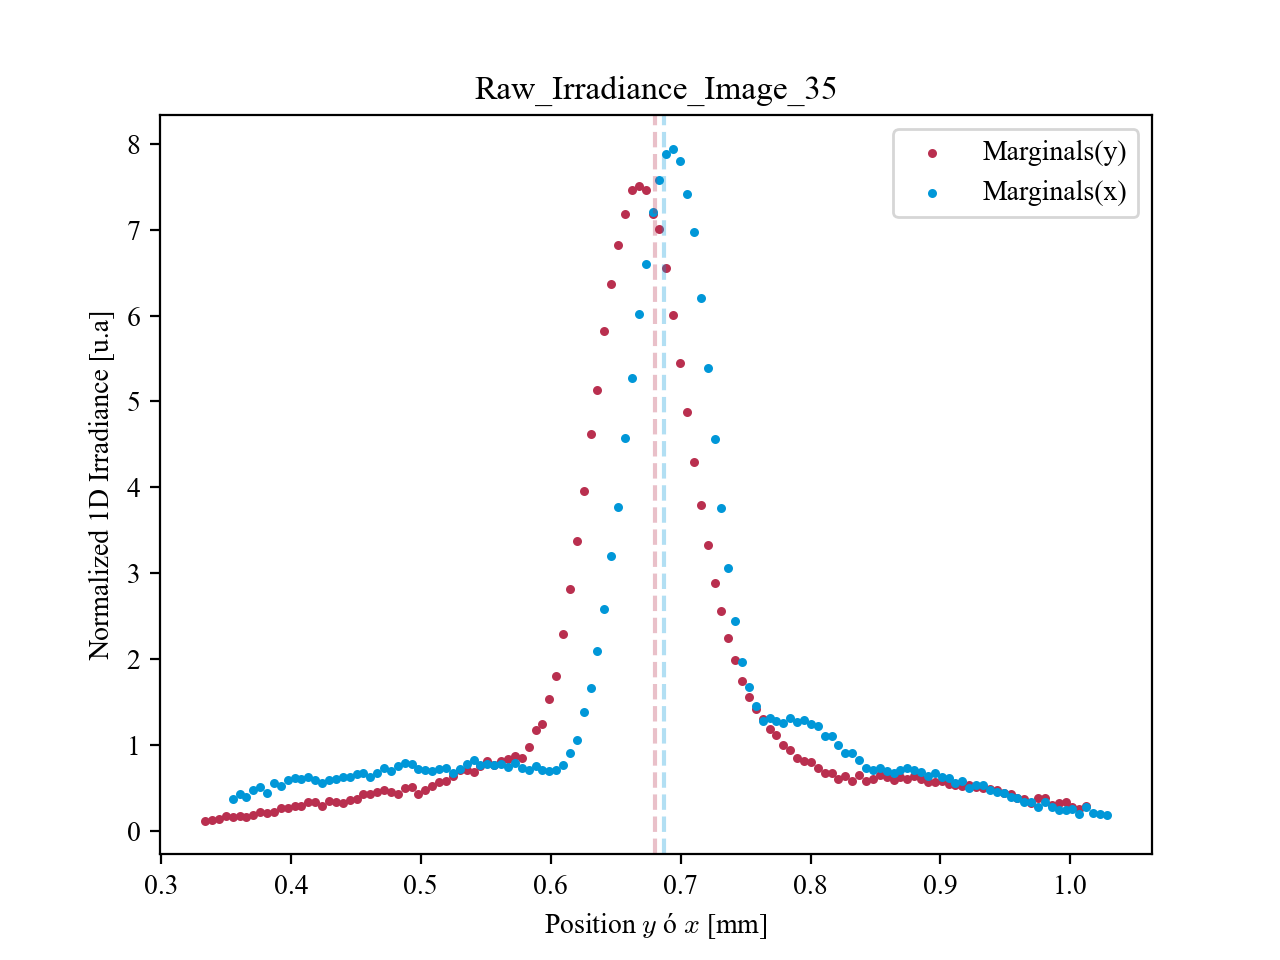 Raw_Irradiance_Image_35
Marginals(y)
Marginals(x)
Normalized 1D Irradiance [u.a]
8
7
6
5
4
3
2
1
0
0.3 0.4 0.5 0.6 0.7 0.8 0.9 1.0
Position y ó x [mm]